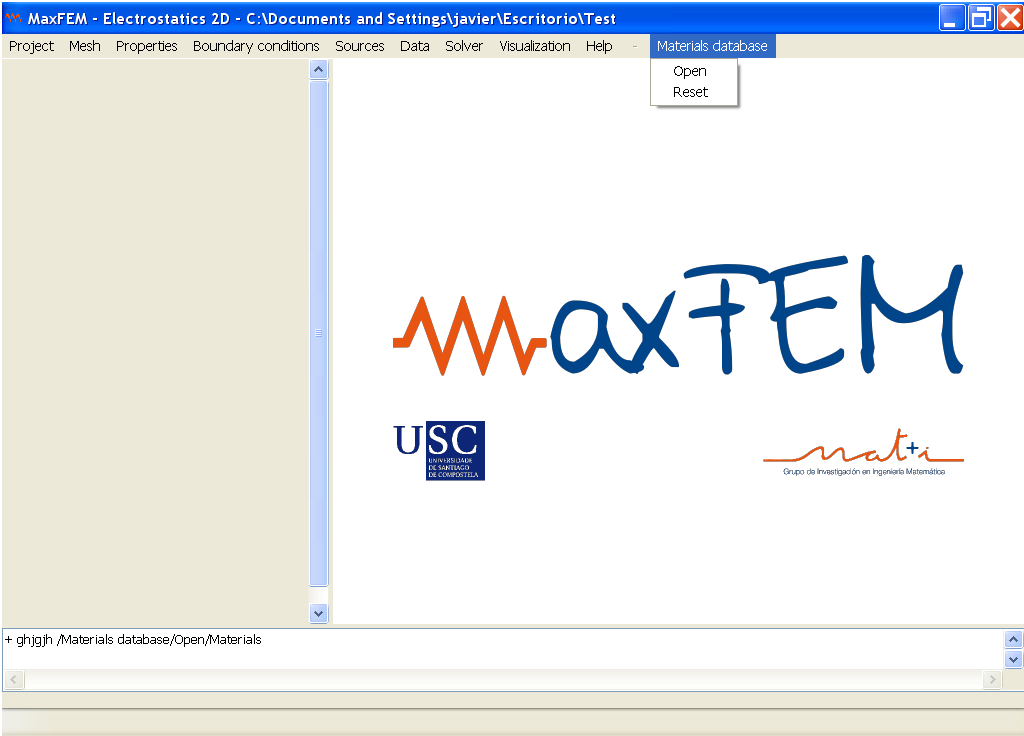 MaxFEM - Electrostatics 2D - C:\Documents and Settings\javier\Escritorio\Test
Project Mesh Properties Boundary conditions Sources Data Solver Visualization Help - Materials database
Open
Reset
maxFEM
USC
UNIVERSIDADE
DE SANTIAGO
DE COMPOSTELA
mat+i
Grupo de Investigación en Ingeniería Matemática
+ ghjgjh /Materials database/Open/Materials